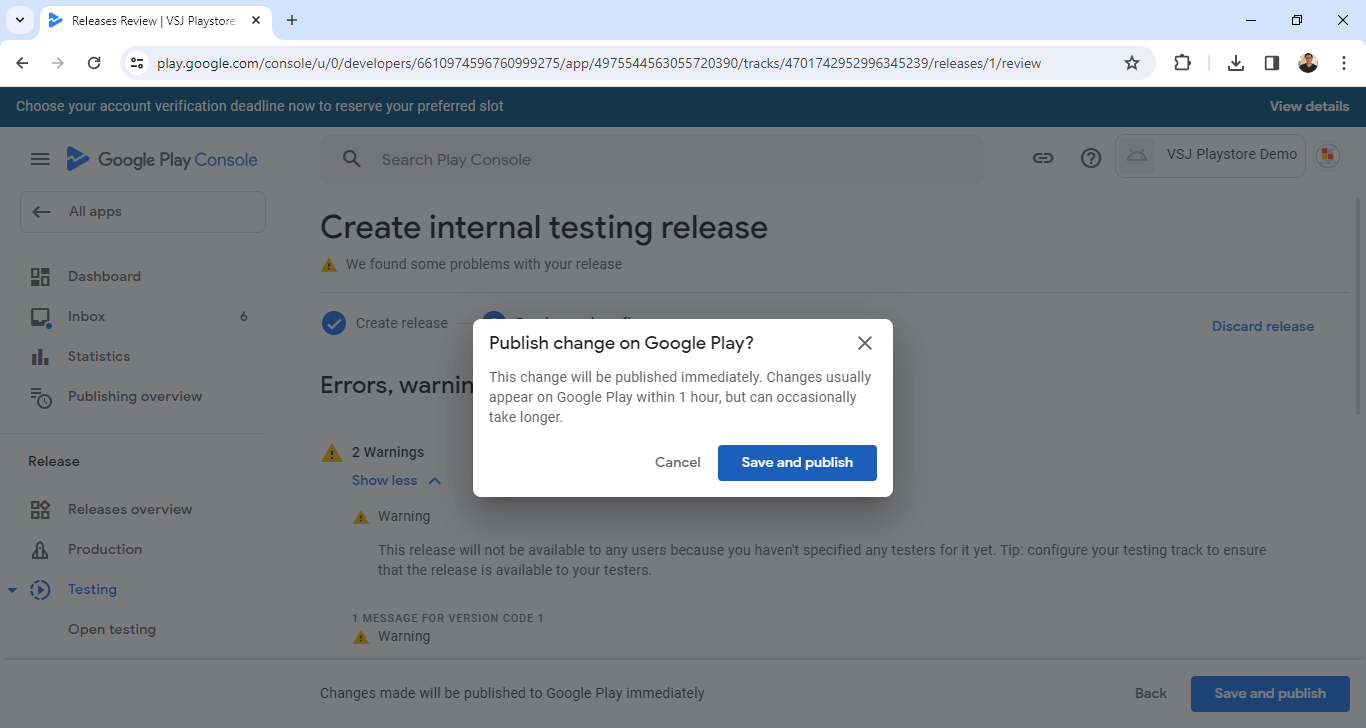 Releases Review | VSJ Playstore
play.google.com/console/u/0/developers/6610974596760999275/app/4975544563055720390/tracks/4701742952996345239/releases/1/review
Choose your account verification deadline now to reserve your preferred slot
View details
Google Play Console
Search Play Console
VSJ Playstore Demo
All apps
Dashboard
Inbox 6
Statistics
Publishing overview
Release
Releases overview
Production
Testing
Open testing
Create internal testing release
We found some problems with your release
Create release
Discard release
Errors, warnin
2 Warnings
Show less
Warning
This release will not be available to any users because you haven't specified any testers for it yet. Tip: configure your testing track to ensure
that the release is available to your testers.
1 MESSAGE FOR VERSION CODE 1
Warning
Publish change on Google Play?
This change will be published immediately. Changes usually
appear on Google Play within 1 hour, but can occasionally
take longer.
Cancel
Save and publish
Changes made will be published to Google Play immediately
Back
Save and publish